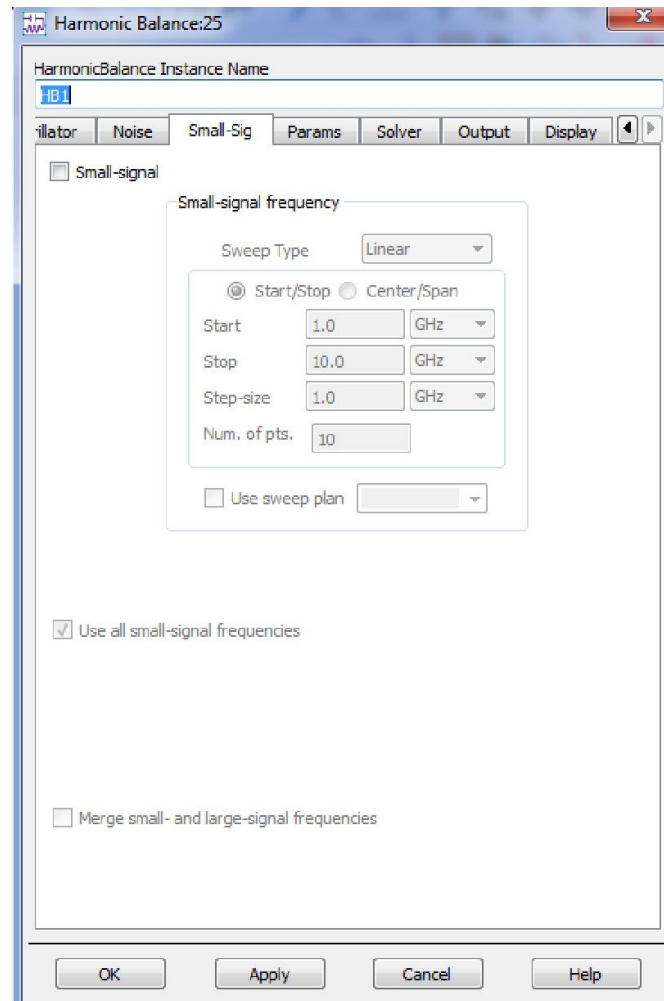 Harmonic Balance:25
HarmonicBalance Instance Name
HB1
rillator Noise Small-Sig Params Solver Output Display
Small-signal
Small-signal frequency
Sweep Type Linear
Start/Stop Center/Span
Start 1.0 GHz
Stop 10.0 GHz
Step-size 1.0 GHz
Num. of pts. 10
Use sweep plan
Use all small-signal frequencies
Merge small- and large-signal frequencies
OK Apply Cancel Help